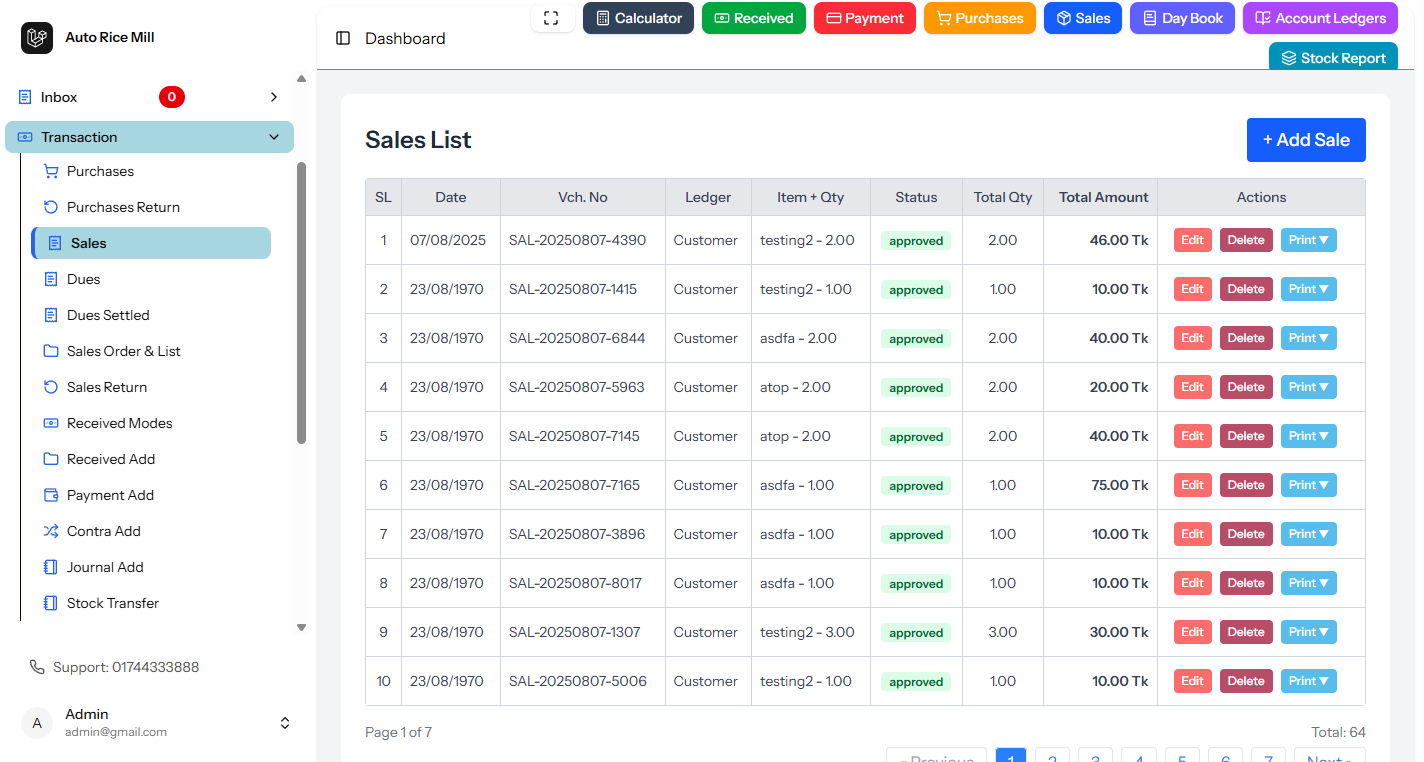 Auto Rice Mill
Inbox 0
Transaction
Purchases
Purchases Return
Sales
Dues
Dues Settled
Sales Order & List
Sales Return
Received Modes
Received Add
Payment Add
Contra Add
Journal Add
Stock Transfer
Support: 01744333888
A Admin
admin@gmail.com
Dashboard
Calculator Received Payment Purchases Sales Day Book Account Ledgers
Stock Report
Sales List + Add Sale
SL Date Vch. No Ledger Item + Qty Status Total Qty Total Amount Actions
1 07/08/2025 SAL-20250807-4390 Customer testing2 - 2.00 approved 2.00 46.00 Tk Edit Delete Print ▼
2 23/08/1970 SAL-20250807-1415 Customer testing2 - 1.00 approved 1.00 10.00 Tk Edit Delete Print ▼
3 23/08/1970 SAL-20250807-6844 Customer asdfa - 2.00 approved 2.00 40.00 Tk Edit Delete Print ▼
4 23/08/1970 SAL-20250807-5963 Customer atop - 2.00 approved 2.00 20.00 Tk Edit Delete Print ▼
5 23/08/1970 SAL-20250807-7145 Customer atop - 2.00 approved 2.00 40.00 Tk Edit Delete Print ▼
6 23/08/1970 SAL-20250807-7165 Customer asdfa - 1.00 approved 1.00 75.00 Tk Edit Delete Print ▼
7 23/08/1970 SAL-20250807-3896 Customer asdfa - 1.00 approved 1.00 10.00 Tk Edit Delete Print ▼
8 23/08/1970 SAL-20250807-8017 Customer asdfa - 1.00 approved 1.00 10.00 Tk Edit Delete Print ▼
9 23/08/1970 SAL-20250807-1307 Customer testing2 - 3.00 approved 3.00 30.00 Tk Edit Delete Print ▼
10 23/08/1970 SAL-20250807-5006 Customer testing2 - 1.00 approved 1.00 10.00 Tk Edit Delete Print ▼
Page 1 of 7 Total: 64
« Previous 1 2 3 4 5 6 7 Next »